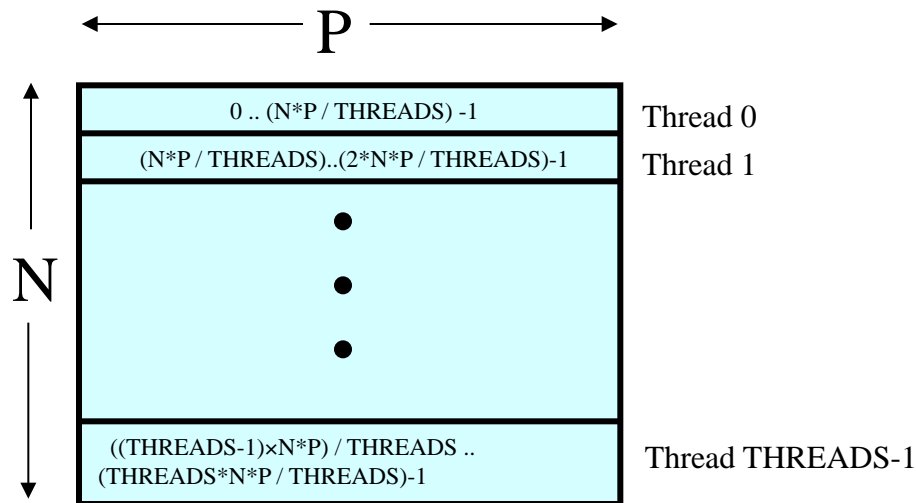 P
0 .. (N*P / THREADS) -1
Thread 0
(N*P / THREADS)..(2*N*P / THREADS)-1
Thread 1
N
((THREADS-1)×N*P) / THREADS ..
(THREADS*N*P / THREADS)-1
Thread THREADS-1